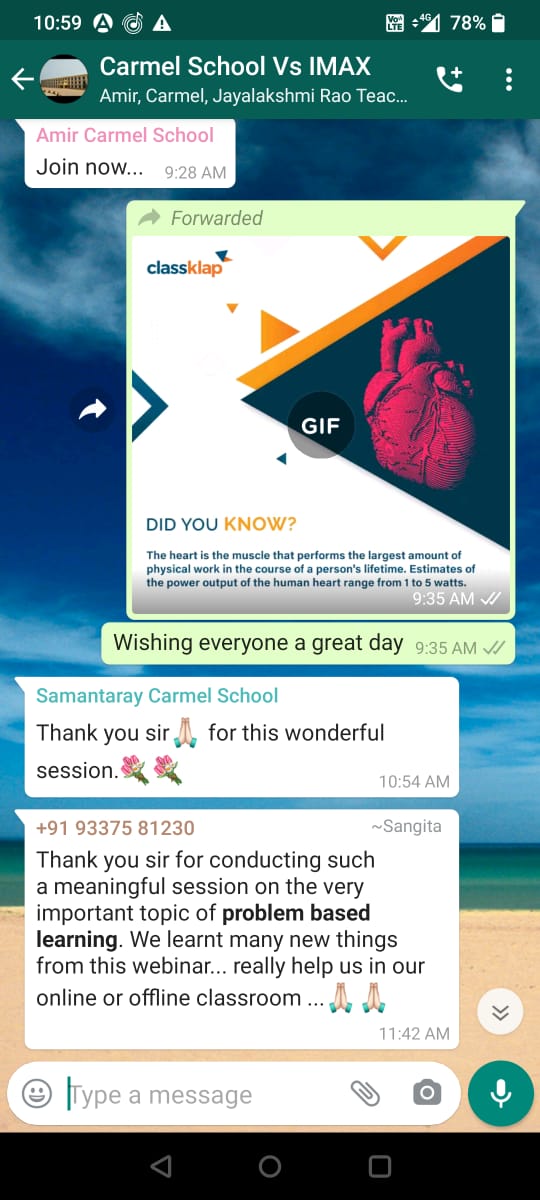 10:59
VoA LTE
4G
78%
Carmel School Vs IMAX
Amir, Carmel, Jayalakshmi Rao Teac...
Amir Carmel School
Join now...
9:28 AM
Forwarded
classklap
GIF
DID YOU KNOW?
The heart is the muscle that performs the largest amount of
physical work in the course of a person's lifetime. Estimates of
the power output of the human heart range from 1 to 5 watts.
9:35 AM
Wishing everyone a great day
9:35 AM
Samantaray Carmel School
Thank you sir🙏🏻 for this wonderful
session.💐💐
10:54 AM
+91 93375 81230
~Sangita
Thank you sir for conducting such
a meaningful session on the very
important topic of problem based
learning. We learnt many new things
from this webinar... really help us in our
online or offline classroom ...🙏🏻 🙏🏻
11:42 AM
Type a message